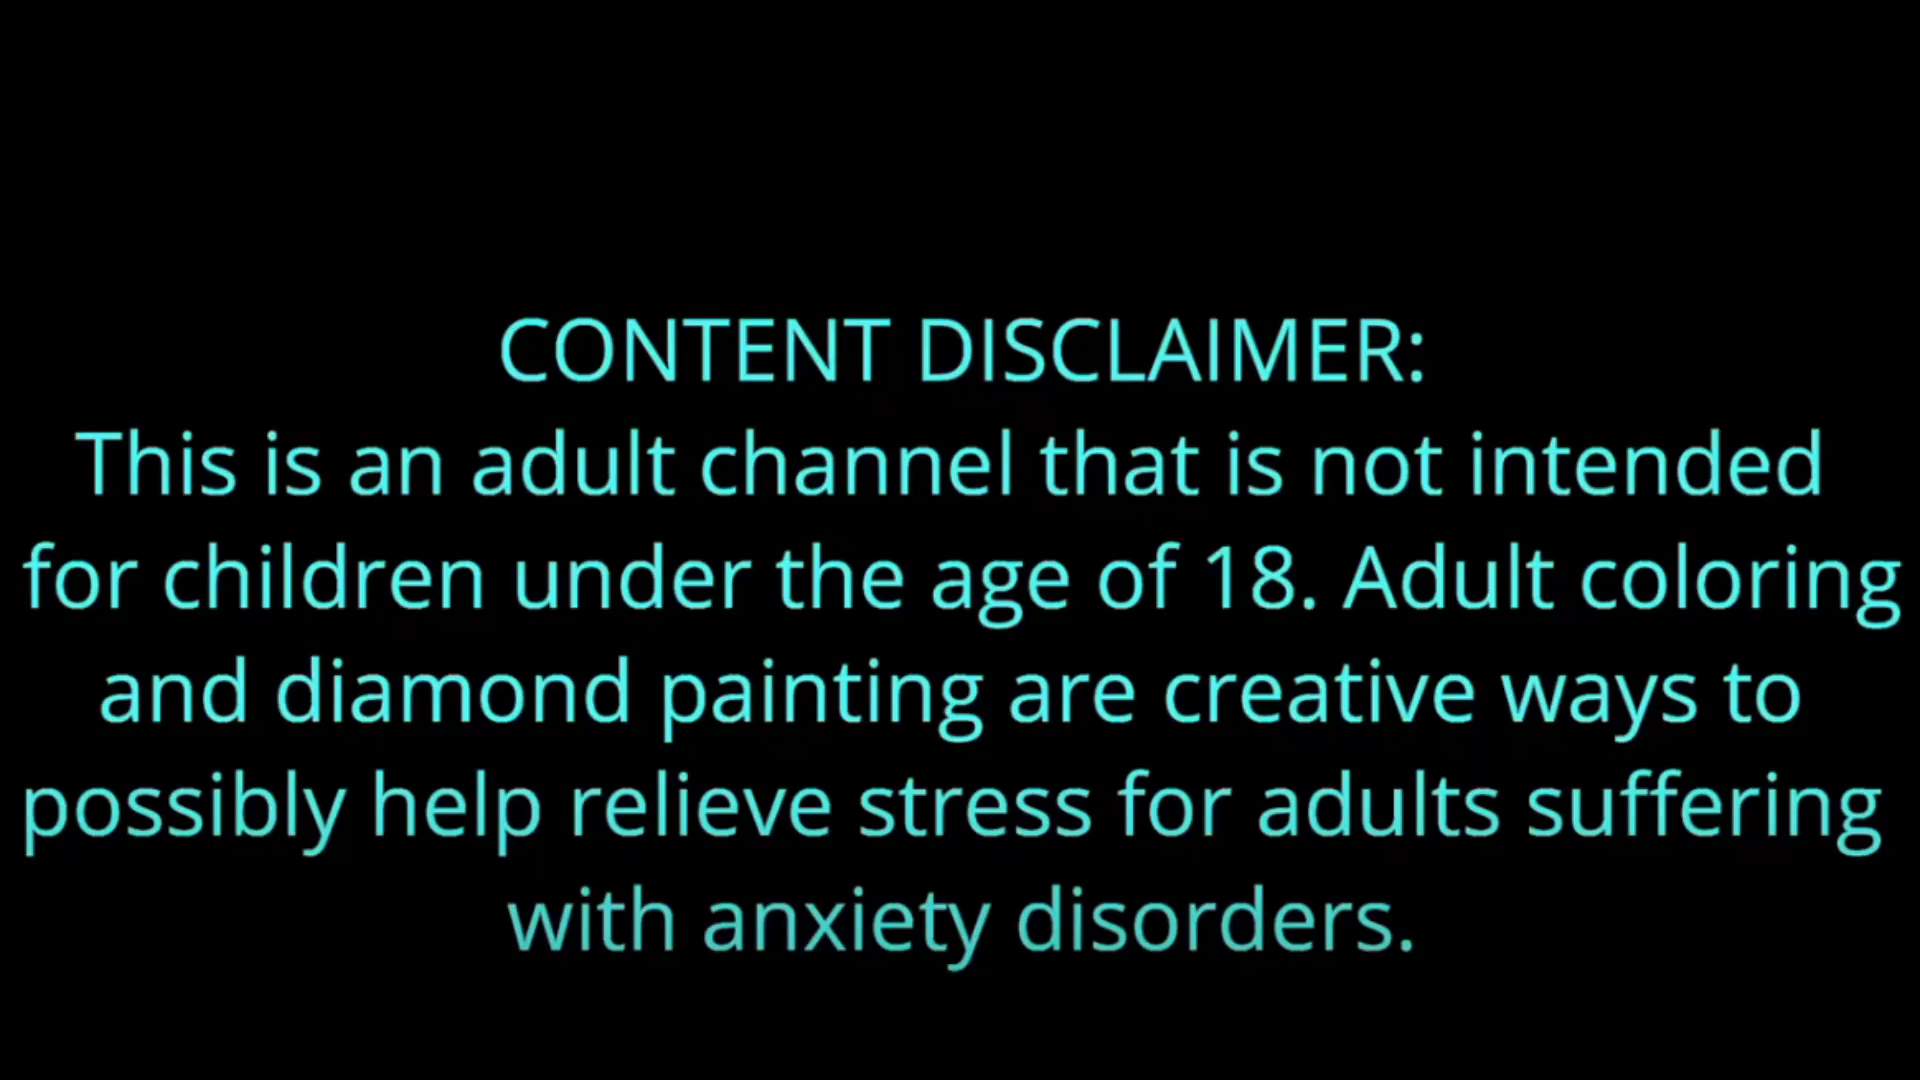 CONTENT DISCLAIMER:
This is an adult channel that is not intended
for children under the age of 18. Adult coloring
and diamond painting are creative ways to
possibly help relieve stress for adults suffering
with anxiety disorders.